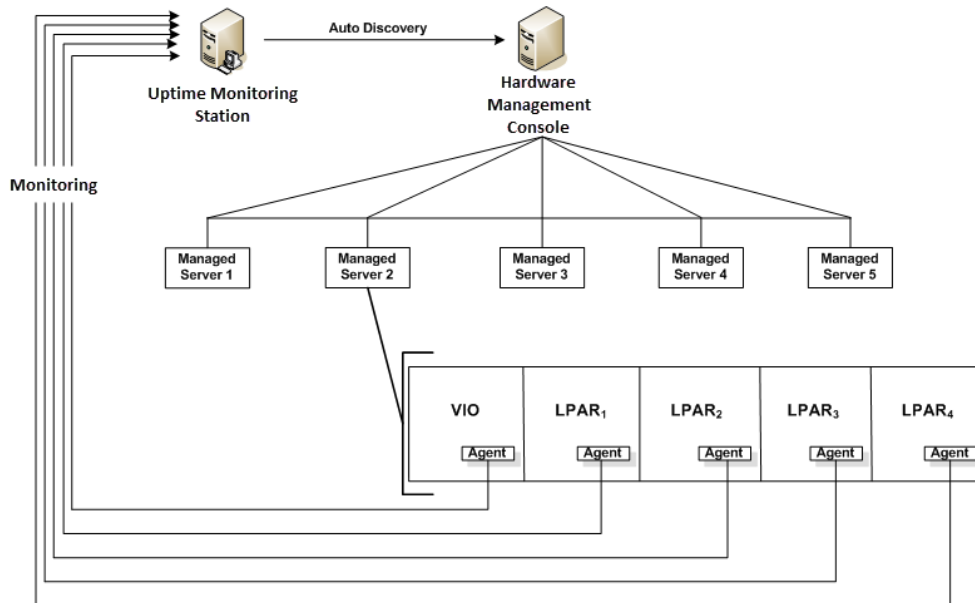 Auto Discovery
Uptime Monitoring
Station
Hardware
Management
Console
Monitoring
Managed
Server 1
Managed
Server 2
Managed
Server 3
Managed
Server 4
Managed
Server 5
VIO
LPAR₁
LPAR₂
LPAR₃
LPAR₄
Agent
Agent
Agent
Agent
Agent